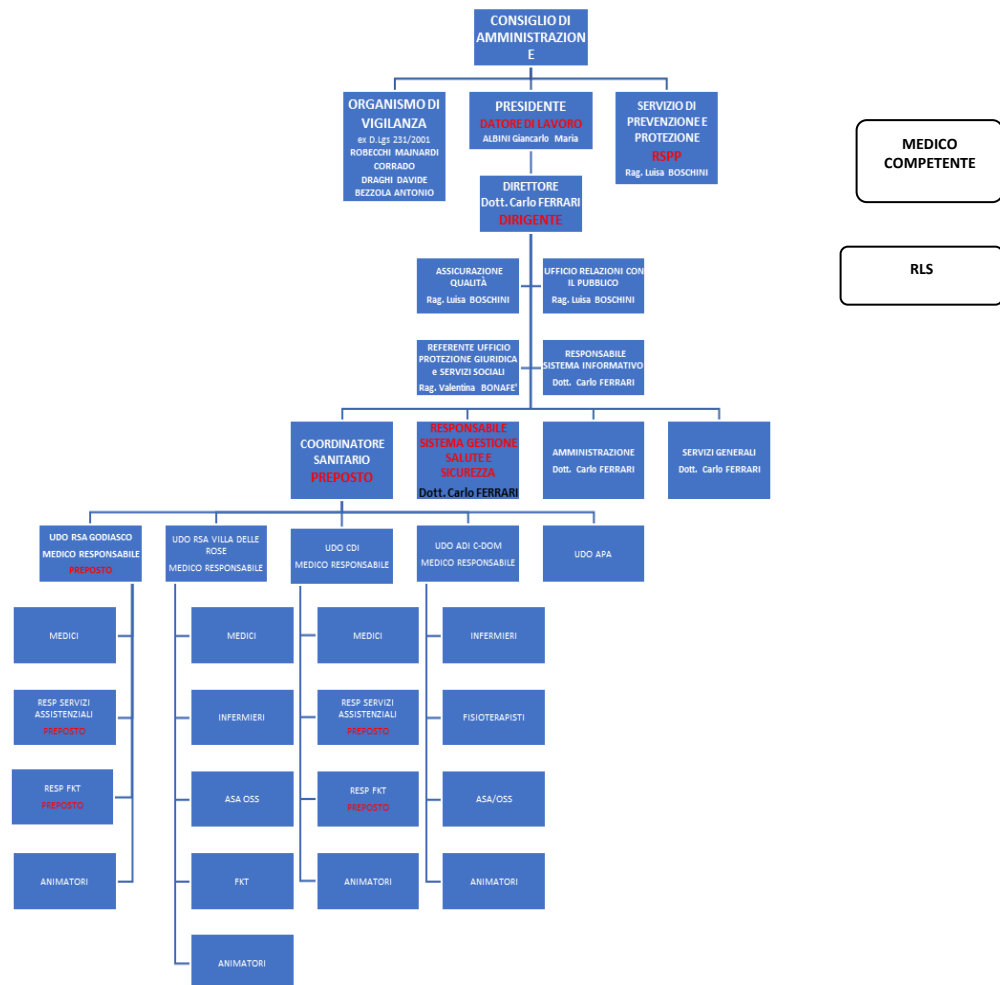 CONSIGLIO DI
AMMINISTRAZION
E
ORGANISMO DI
VIGILANZA
ex D.Lgs 231/2001
ROBECCHI MAINARDI
CORRADO
DRAGHI DAVIDE
BEZZOLA ANTONIO
PRESIDENTE
DATORE DI LAVORO
ALBINI Giancarlo Maria
SERVIZIO DI
PREVENZIONE E
PROTEZIONE
RSPP
Rag. Luisa BOSCHINI
MEDICO
COMPETENTE
DIRETTORE
Dott. Carlo FERRARI
DIRIGENTE
RLS
ASSICURAZIONE
QUALITÀ
Rag. Luisa BOSCHINI
UFFICIO RELAZIONI CON
IL PUBBLICO
Rag. Luisa BOSCHINI
REFERENTE UFFICIO
PROTEZIONE GIURIDICA
e SERVIZI SOCIALI
Rag. Valentina BONAFE'
RESPONSABILE
SISTEMA INFORMATIVO
Dott. Carlo FERRARI
COORDINATORE
SANITARIO
PREPOSTO
RESPONSABILE
SISTEMA GESTIONE
SALUTE E
SICUREZZA
Dott. Carlo FERRARI
AMMINISTRAZIONE
Dott. Carlo FERRARI
SERVIZI GENERALI
Dott. Carlo FERRARI
UDO RSA GODIASCO
MEDICO RESPONSABILE
PREPOSTO
UDO RSA VILLA DELLE
ROSE
MEDICO RESPONSABILE
UDO CDI
MEDICO RESPONSABILE
UDO ADI C-DOM
MEDICO RESPONSABILE
UDO APA
MEDICI
MEDICI
MEDICI
INFERMIERI
RESP SERVIZI
ASSISTENZIALI
PREPOSTO
INFERMIERI
RESP SERVIZI
ASSISTENZIALI
PREPOSTO
FISIOTERAPISTI
RESP FKT
PREPOSTO
ASA OSS
RESP FKT
PREPOSTO
ASA/OSS
ANIMATORI
FKT
ANIMATORI
ANIMATORI
ANIMATORI